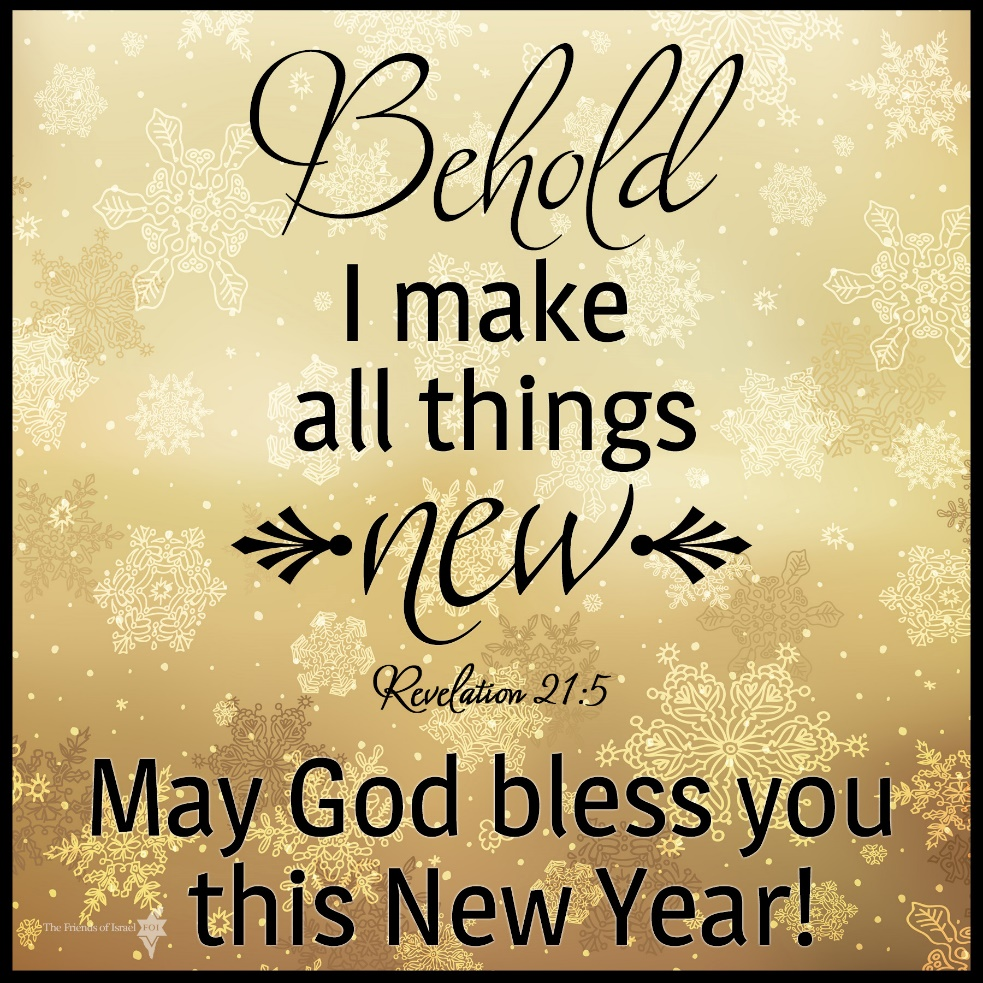 Behold
I make
all things
new
Revelation 21:5
May God bless you
this New Year!
The Friends of Israel FOI